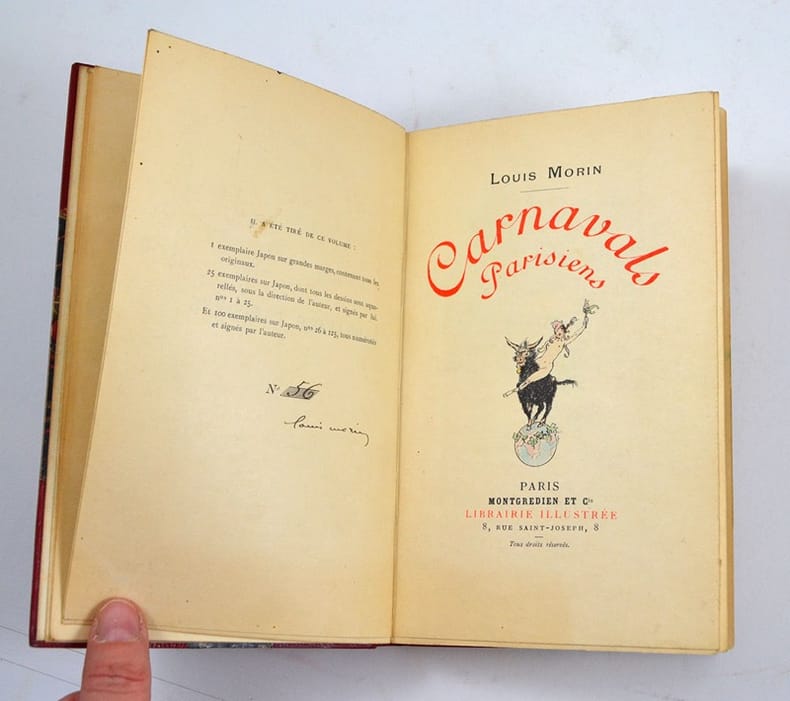 IL A ÉTÉ TIRÉ DE CE VOLUME :
1 exemplaire Japon sur grandes marges, contenant tous les
originaux.
25 exemplaires sur Japon, dont tous les dessins sont aqua-
rellés, sous la direction de l'auteur, et signés par lui,
nᵒˢ 1 à 25.
Et 100 exemplaires sur Japon, nᵒˢ 26 à 125, tous numérotés
et signés par l'auteur.
Nᵒ 56
Louis Morin
LOUIS MORIN
Carnavals
Parisiens
PARIS
MONTGREDIEN ET Cⁱᵉ
LIBRAIRIE ILLUSTRÉE
8, RUE SAINT-JOSEPH, 8
Tous droits réservés.